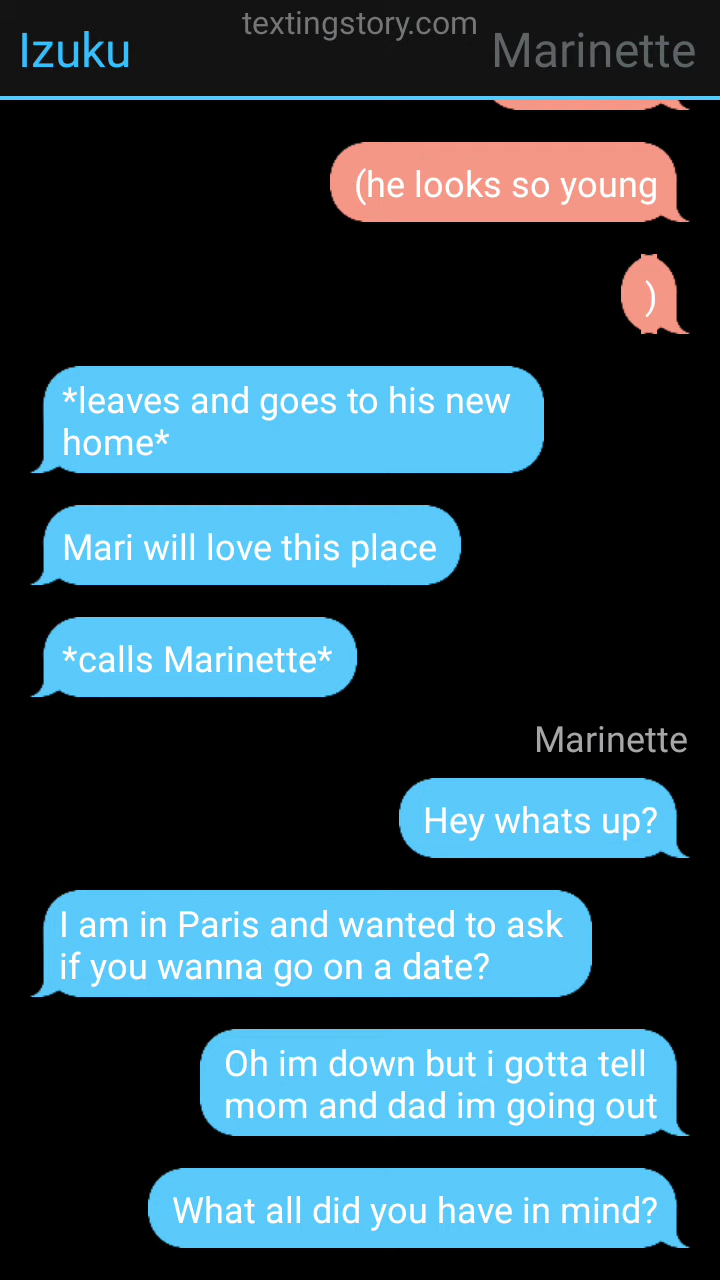 textingstory.com
Izuku
Marinette
(he looks so young
)
*leaves and goes to his new
home*
Mari will love this place
*calls Marinette*
Marinette
Hey whats up?
I am in Paris and wanted to ask
if you wanna go on a date?
Oh im down but i gotta tell
mom and dad im going out
What all did you have in mind?